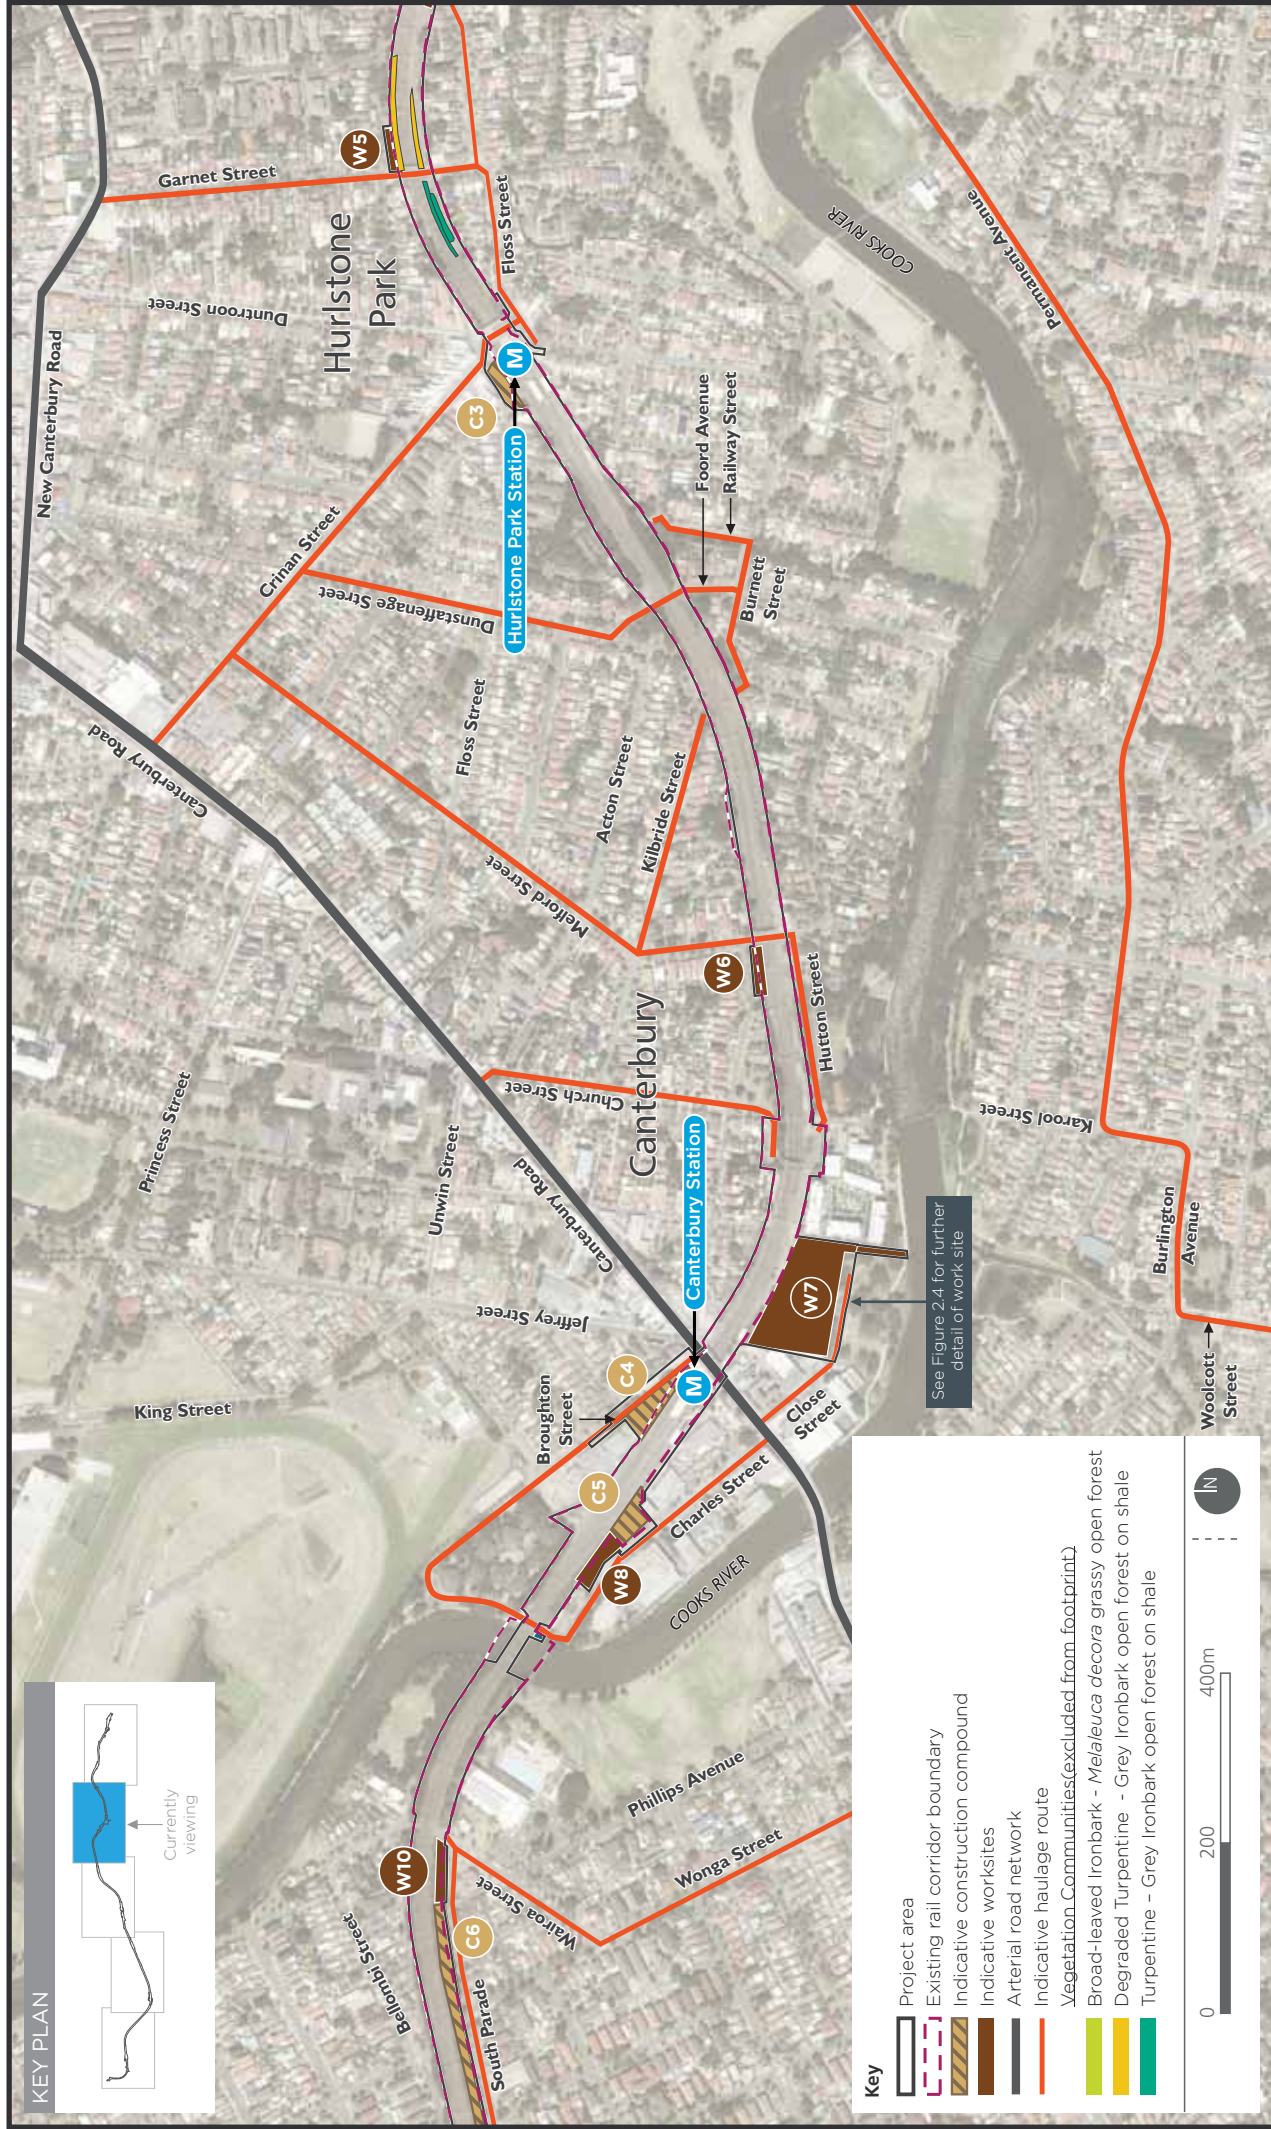 KEY PLAN
Currently
viewing
New Canterbury Road
Garnet Street
W5
Hurlstone
Park
Duntroon Street
Floss Street
COOKS RIVER
Permanent Avenue
C3
M
Hurlstone Park Station
Crinan Street
Dunstaffenage Street
Foord Avenue
Railway Street
Burnett
Street
Canterbury Road
Floss Street
Acton Street
Kilbride Street
Melford Street
W6
Canterbury
Hutton Street
Church Street
Princess Street
Unwin Street
Canterbury Road
Canterbury Station
Karool Street
Burlington
Avenue
W7
See Figure 2.4 for further
detail of work site
Jeffrey Street
C4
M
Broughton
Street
King Street
Close
Street
Woolcott
Street
C5
Charles Street
W8
COOKS RIVER
Phillips Avenue
Wonga Street
Wairoa Street
W10
C6
Bellombi Street
South Parade
Key
Project area
Existing rail corridor boundary
Indicative construction compound
Indicative worksites
Arterial road network
Indicative haulage route
Vegetation Communities(excluded from footprint)
Broad-leaved Ironbark - Melaleuca decora grassy open forest
Degraded Turpentine - Grey Ironbark open forest on shale
Turpentine – Grey Ironbark open forest on shale
0
200
400m
N